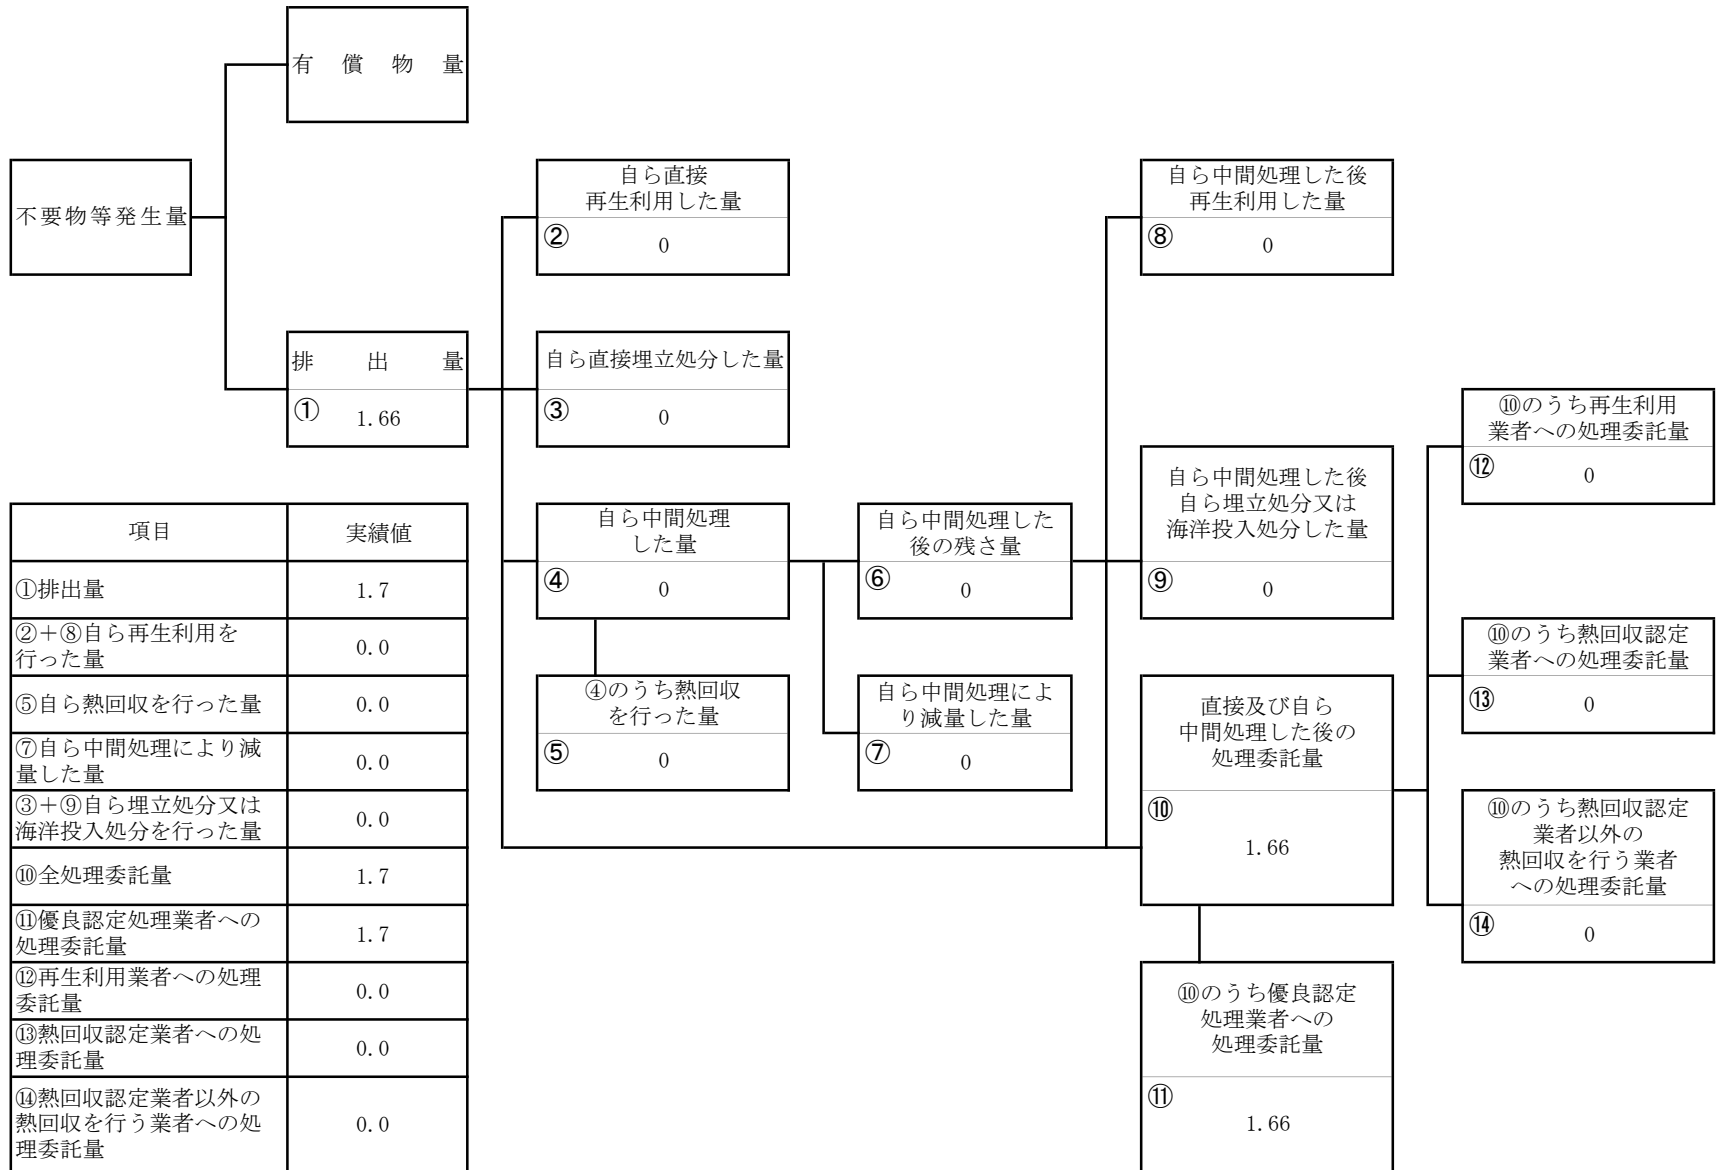 有償物量
不要物等発生量
自ら直接
再生利用した量
②
0
自ら中間処理した後
再生利用した量
⑧
0
排出量
①
1.66
自ら直接埋立処分した量
③
0
⑩のうち再生利用
業者への処理委託量
⑫
0
自ら中間処理
した量
④
0
自ら中間処理した
後の残さ量
⑥
0
自ら中間処理した後
自ら埋立処分又は
海洋投入処分した量
⑨
0
⑩のうち熱回収認定
業者への処理委託量
⑬
0
④のうち熱回収
を行った量
⑤
0
自ら中間処理によ
り減量した量
⑦
0
直接及び自ら
中間処理した後の
処理委託量
⑩
1.66
⑩のうち熱回収認定
業者以外の
熱回収を行う業者
への処理委託量
⑭
0
⑩のうち優良認定
処理業者への
処理委託量
⑪
1.66
項目
実績値
①排出量
1.7
②+⑧自ら再生利用を
行った量
0.0
⑤自ら熱回収を行った量
0.0
⑦自ら中間処理により減
量した量
0.0
③+⑨自ら埋立処分又は
海洋投入処分を行った量
0.0
⑩全処理委託量
1.7
⑪優良認定処理業者への
処理委託量
1.7
⑫再生利用業者への処理
委託量
0.0
⑬熱回収認定業者への処
理委託量
0.0
⑭熱回収認定業者以外の
熱回収を行う業者への処
理委託量
0.0